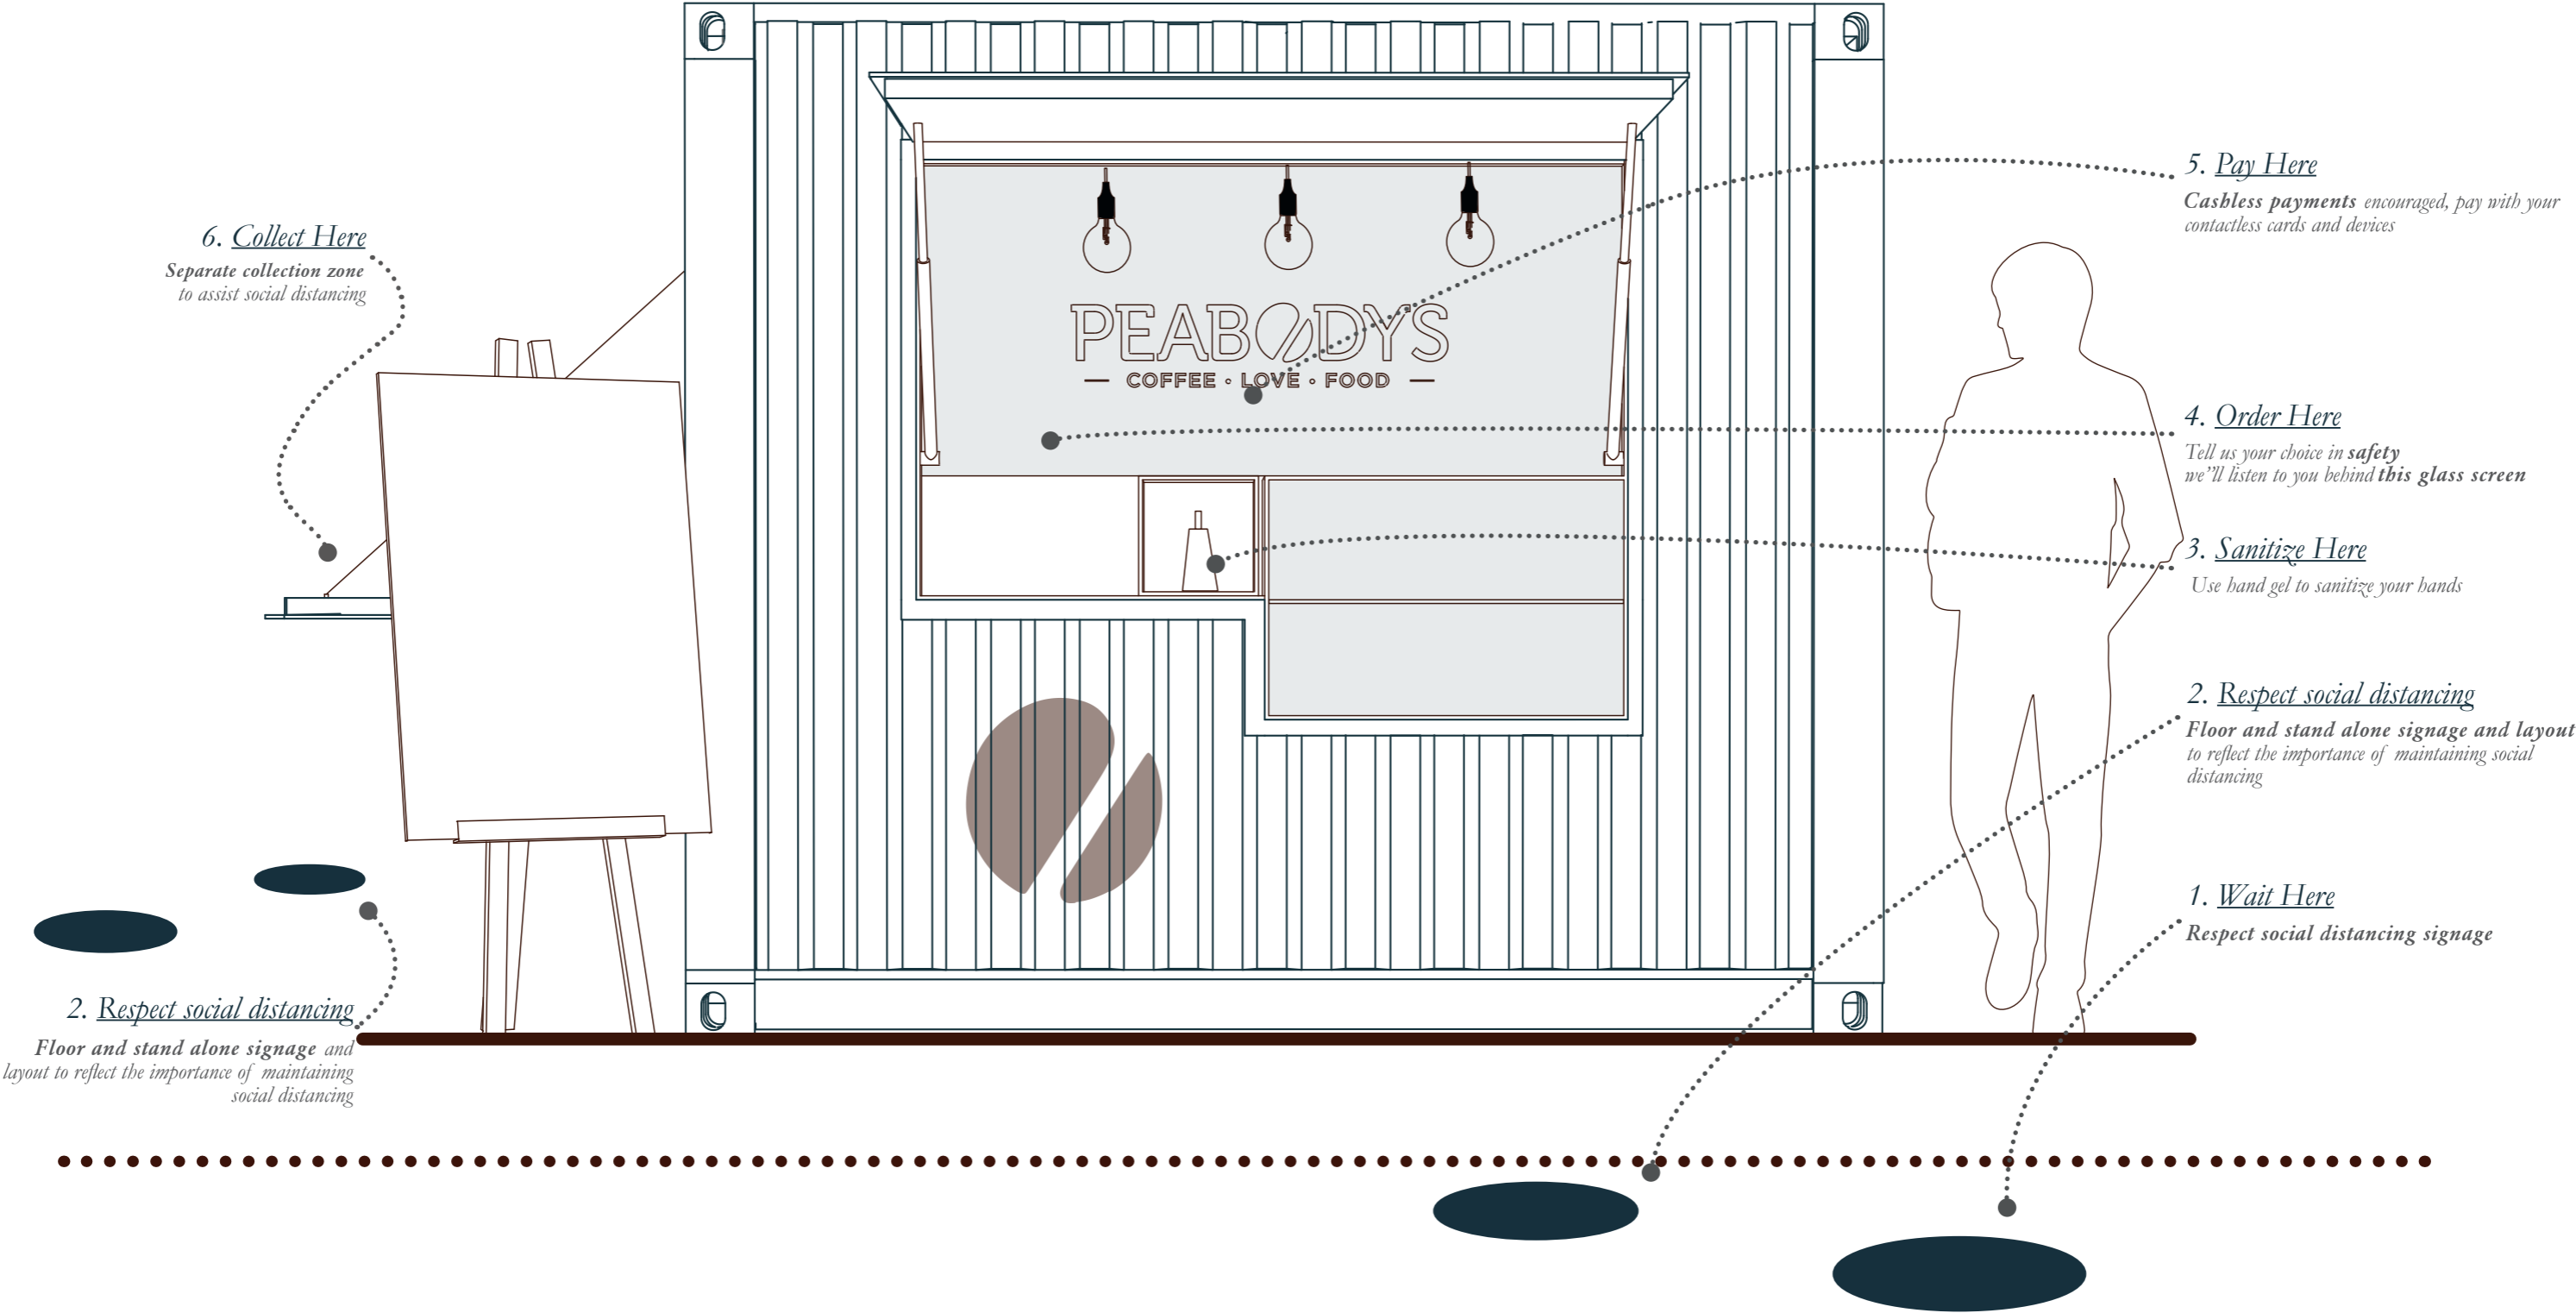 5. Pay Here
Cashless payments encouraged, pay with your
contactless cards and devices
6. Collect Here
Separate collection zone
to assist social distancing
PEABODYS
COFFEE · LOVE · FOOD
4. Order Here
Tell us your choice in safety
we"ll listen to you behind this glass screen
3. Sanitize Here
Use hand gel to sanitize your hands
2. Respect social distancing
Floor and stand alone signage and layout
to reflect the importance of maintaining social
distancing
1. Wait Here
Respect social distancing signage
2. Respect social distancing
Floor and stand alone signage and
layout to reflect the importance of maintaining
social distancing